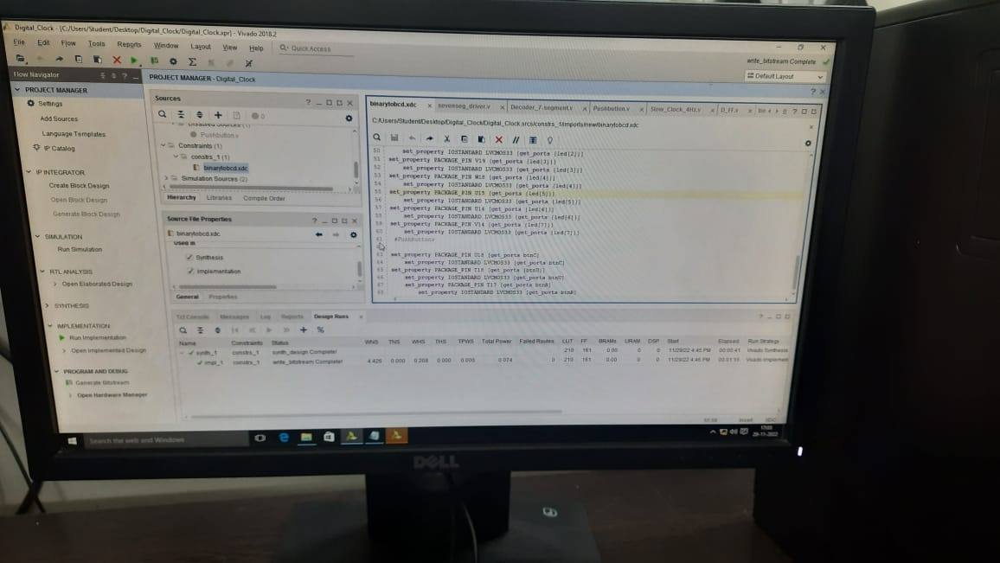 Digital_Clock - [C:/Users/Student/Desktop/Digital_Clock/Digital_Clock.xpr] - Vivado 2018.2
File Edit Flow Tools Reports Window Layout View Help Quick Access
write_bitstream Complete
Default Layout
Flow Navigator
PROJECT MANAGER
Settings
Add Sources
Language Templates
IP Catalog
IP INTEGRATOR
Create Block Design
Open Block Design
Generate Block Design
SIMULATION
Run Simulation
RTL ANALYSIS
Open Elaborated Design
SYNTHESIS
IMPLEMENTATION
Run Implementation
Open Implemented Design
PROGRAM AND DEBUG
Generate Bitstream
Open Hardware Manager
PROJECT MANAGER - Digital_Clock
Sources
0
Disabled Sources (1)
Pushbutton.v
Constraints (1)
constrs_1 (1)
binarytobcd.xdc
Simulation Sources (2)
Hierarchy Libraries Compile Order
Source File Properties
binarytobcd.xdc
Used In
Synthesis
Implementation
General Properties
binarytobcd.xdc sevenseg_driver.v Decoder_7-segment.v Pushbutton.v Slow_Clock_4Hz.v D_FF.v
C:/Users/Student/Desktop/Digital_Clock/Digital_Clock.srcs/constrs_1/imports/new/binarytobcd.xdc
50 set_property IOSTANDARD LVCMOS33 [get_ports {led[2]}]
51 set_property PACKAGE_PIN V19 [get_ports {led[3]}]
52 set_property IOSTANDARD LVCMOS33 [get_ports {led[3]}]
53 set_property PACKAGE_PIN W18 [get_ports {led[4]}]
54 set_property IOSTANDARD LVCMOS33 [get_ports {led[4]}]
55 set_property PACKAGE_PIN U15 [get_ports {led[5]}]
56 set_property IOSTANDARD LVCMOS33 [get_ports {led[5]}]
57 set_property PACKAGE_PIN U14 [get_ports {led[6]}]
58 set_property IOSTANDARD LVCMOS33 [get_ports {led[6]}]
59 set_property PACKAGE_PIN V14 [get_ports {led[7]}]
60 set_property IOSTANDARD LVCMOS33 [get_ports {led[7]}]
61 #Pushbuttons
63 set_property PACKAGE_PIN U18 [get_ports btnC]
64 set_property IOSTANDARD LVCMOS33 [get_ports btnC]
65 set_property PACKAGE_PIN T18 [get_ports {btnU}]
66 set_property IOSTANDARD LVCMOS33 [get_ports btnU]
67 set_property PACKAGE_PIN T17 [get_ports btnR]
68 set_property IOSTANDARD LVCMOS33 [get_ports btnR]
Tcl Console Messages Log Reports Design Runs
Name Constraints Status WNS TNS WHS THS TPWS Total Power Failed Routes LUT FF BRAMs URAM DSP Start Elapsed Run Strategy
synth_1 constrs_1 synth_design Complete! 210 161 0.00 0 0 11/29/22 4:45 PM 00:00:41 Vivado Synthesis
impl_1 constrs_1 write_bitstream Complete! 4.426 0.000 0.208 0.000 0.000 0.074 0 210 161 0.00 0 0 11/29/22 4:46 PM Vivado Implement
Insert XDC
Search the web and Windows
29-11-2022
DELL